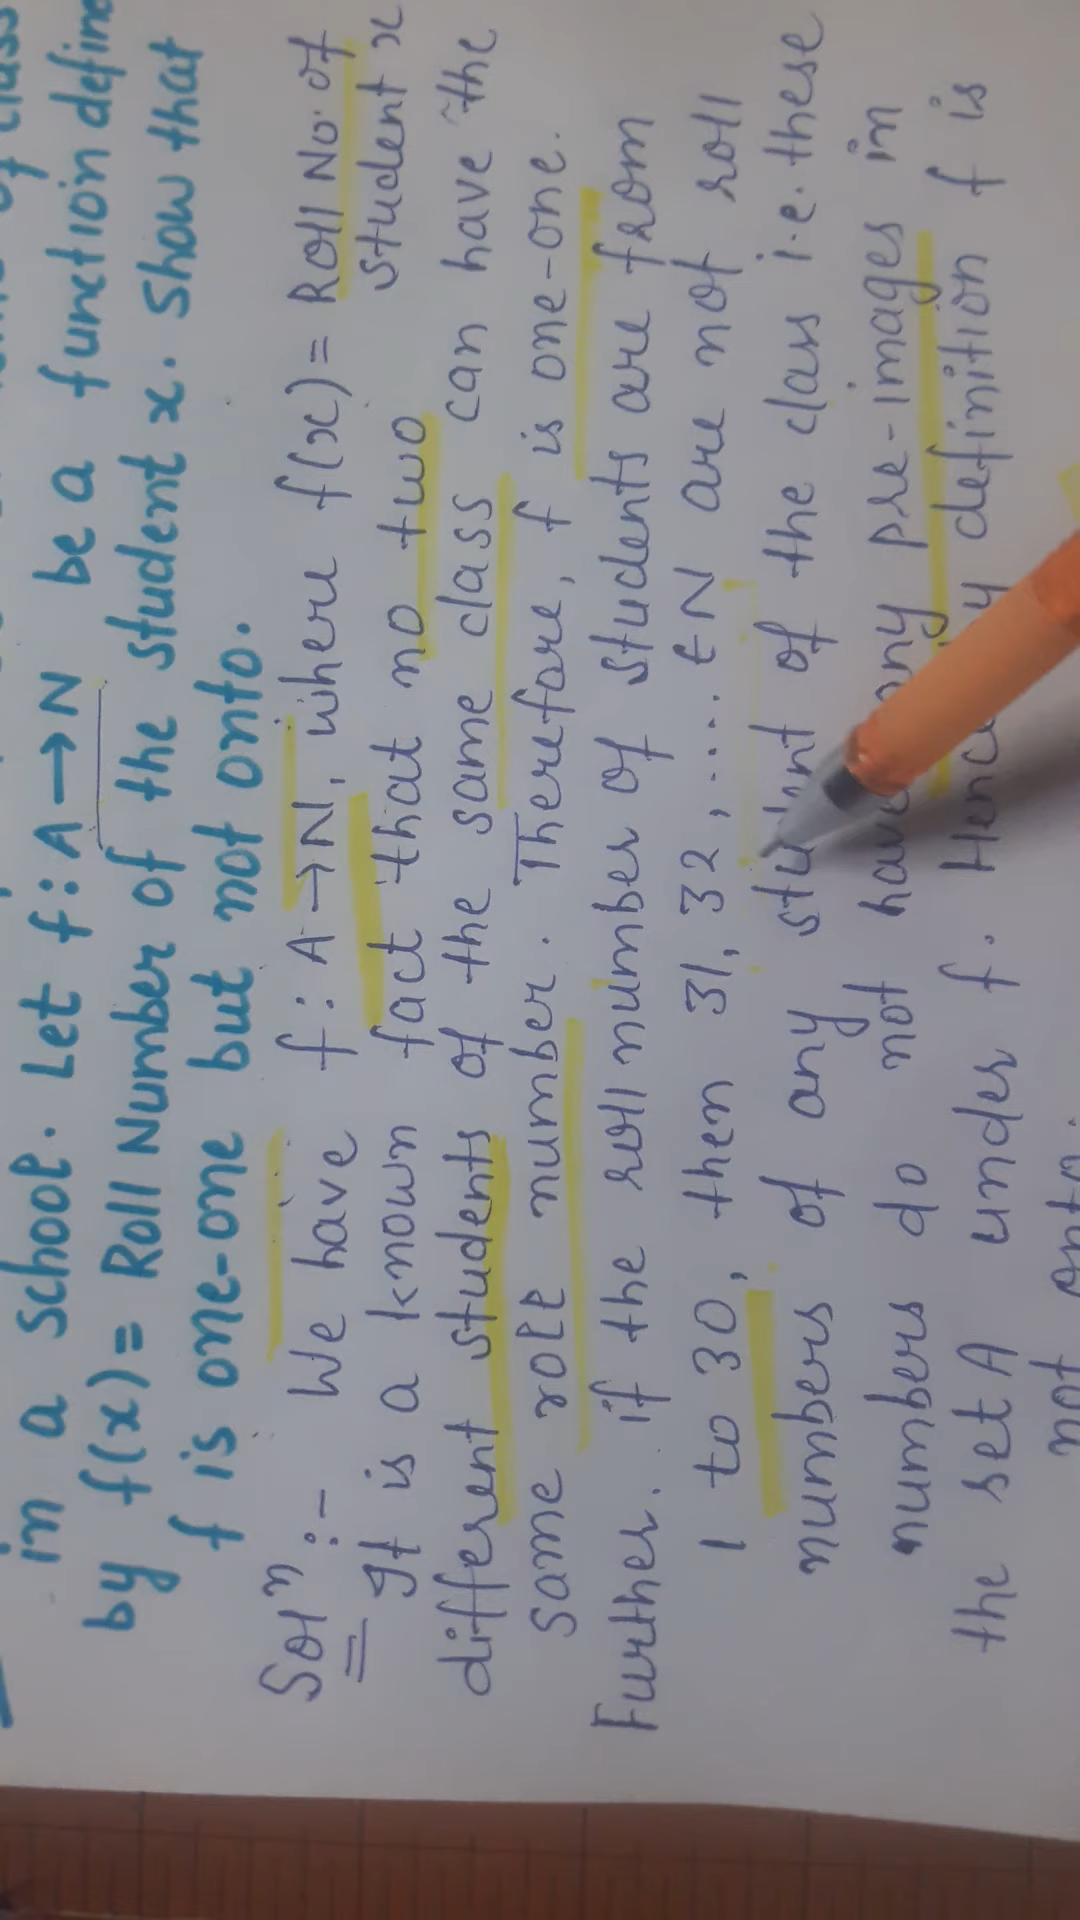 in a school. Let f : A → N be a function define
by f(x) = Roll Number of the student x. Show that
f is one-one but not onto.
Solⁿ :- We have f : A → N, where f(x) = Roll No. of
student x
It is a known fact that no two
different students of the same class can have the
same roll number. Therefore, f is one-one.
Further. if the roll number of students are from
1 to 30, then 31, 32, .... ∈ N are not roll
numbers of any student of the class i.e. these
numbers do not have any pre-images in
the set A under f. Hence by definition f is
not onto.